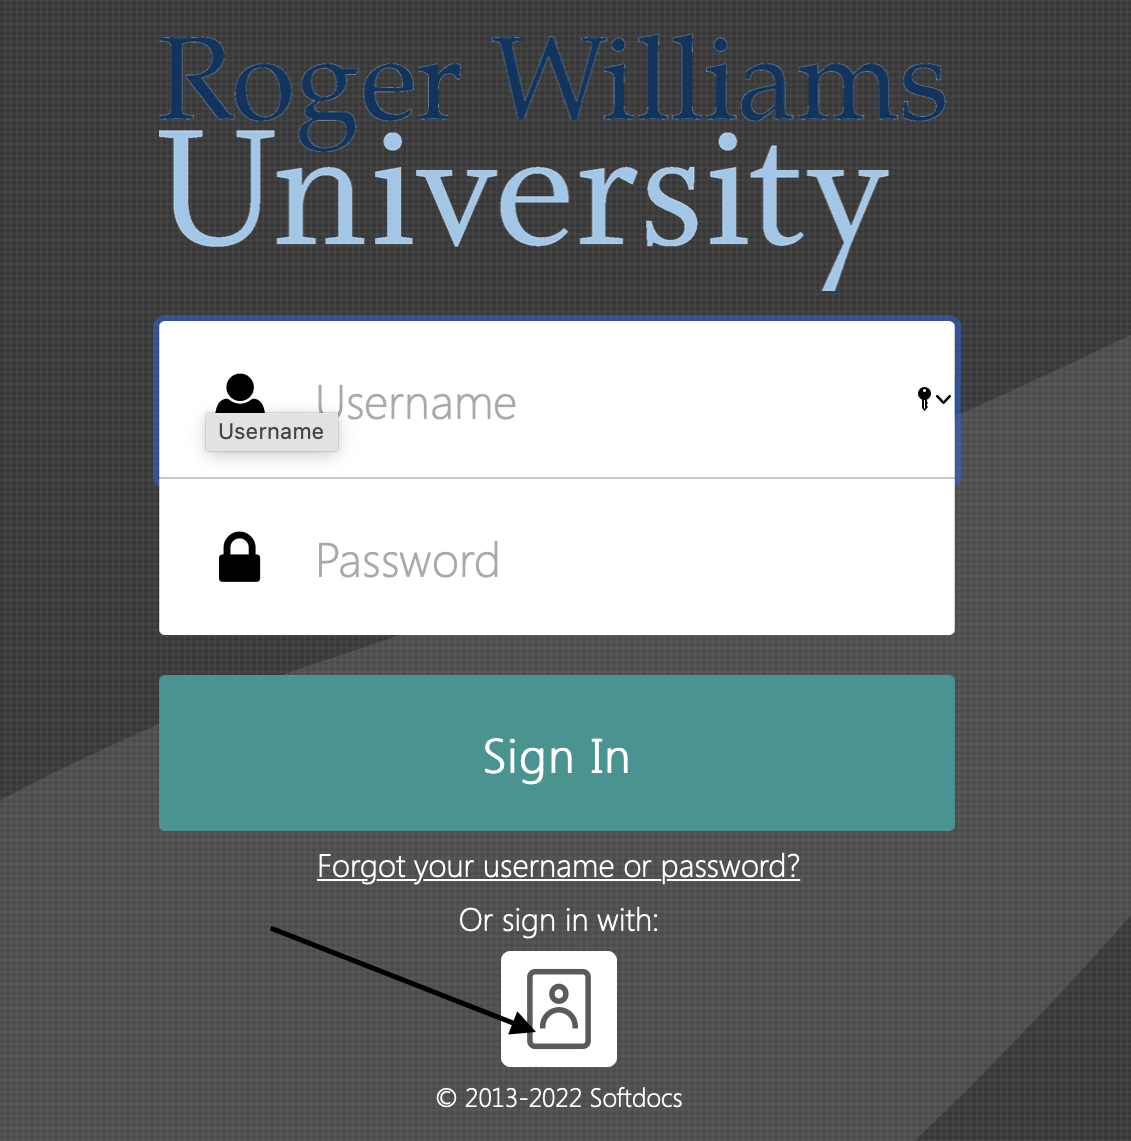 Roger Williams
University
Username
Username
Password
Sign In
Forgot your username or password?
Or sign in with:
© 2013-2022 Softdocs